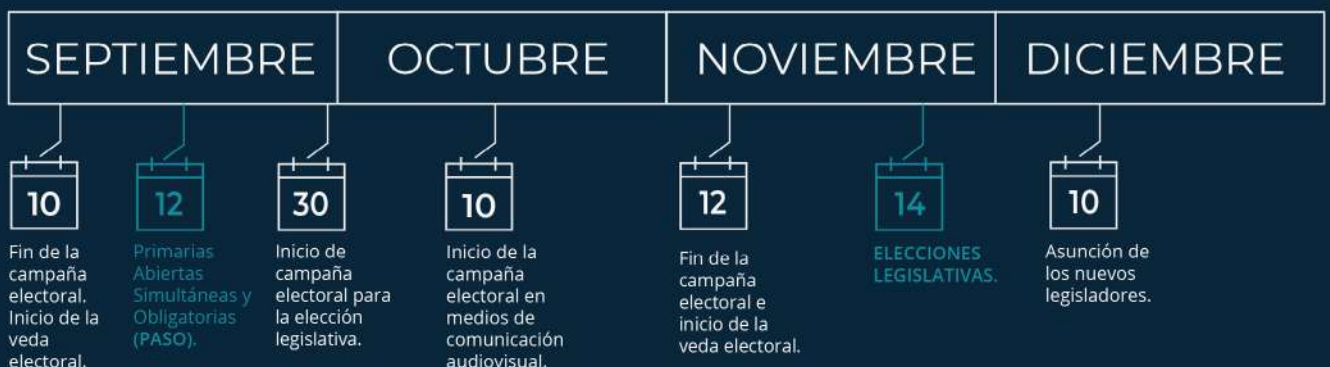 SEPTIEMBRE
OCTUBRE
NOVIEMBRE
DICIEMBRE
10
Fin de la
campaña
electoral.
Inicio de la
veda
electoral.
12
Primarias
Abiertas
Simultáneas y
Obligatorias
(PASO).
30
Inicio de
campaña
electoral para
la elección
legislativa.
10
Inicio de la
campaña
electoral en
medios de
comunicación
audiovisual.
12
Fin de la
campaña
electoral e
inicio de la
veda electoral.
14
ELECCIONES
LEGISLATIVAS.
10
Asunción de
los nuevos
legisladores.